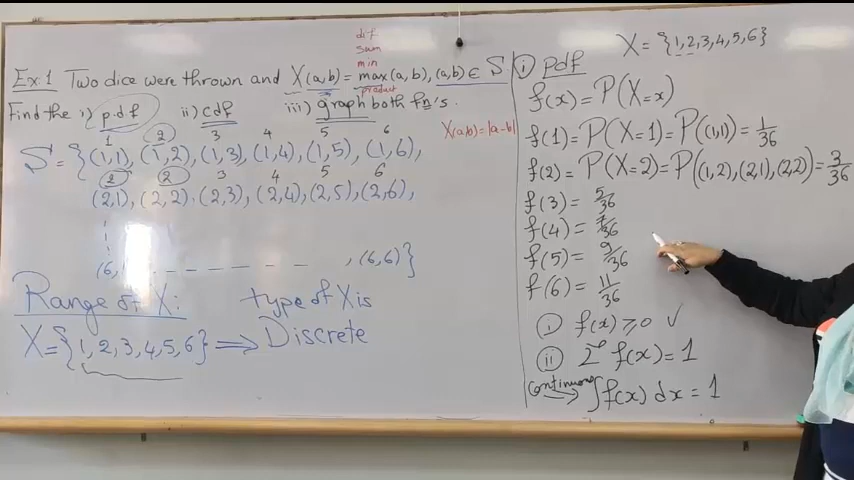 dif
sum
min
Ex.1 Two dice were thrown and X(a,b) = max(a,b), (a,b) ∈ S
product
Find the i) p.d.f ii) cdf iii) graph both fn's.
X(a,b) = |a-b|
1 2 3 4 5 6
S = {(1,1), (1,2), (1,3), (1,4), (1,5), (1,6),
2 2 3 4 5 6
(2,1), (2,2), (2,3), (2,4), (2,5), (2,6),
(6, - - - - - - - - , (6,6)}
Range of X: type of X is
X = {1,2,3,4,5,6} ⟹ Discrete
X = {1,2,3,4,5,6}
i pdf
f(x) = P(X=x)
f(1) = P(X=1) = P((1,1)) = 1/36
f(2) = P(X=2) = P((1,2),(2,1),(2,2)) = 3/36
f(3) = 5/36
f(4) = 7/36
f(5) = 9/36
f(6) = 11/36
i f(x) ≥ 0 ✓
ii Σ f(x) = 1
continuous → ∫ f(x) dx = 1